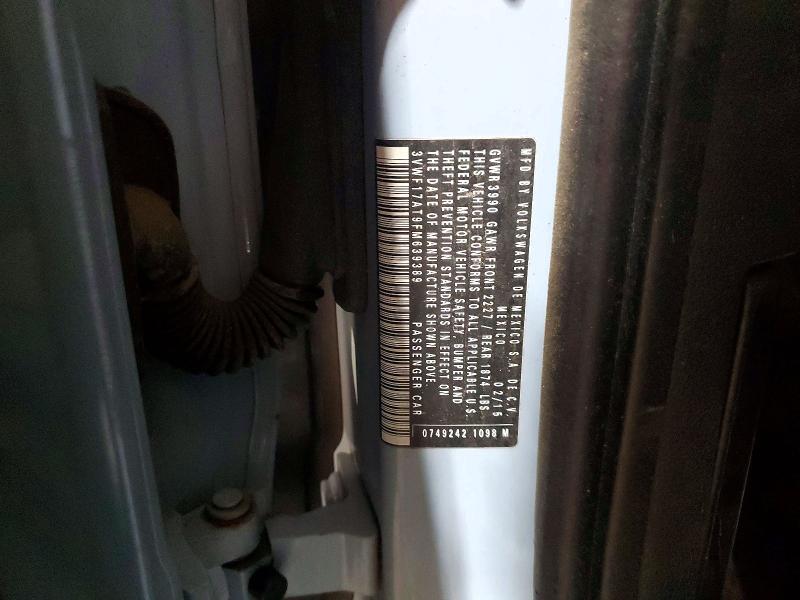 MFD BY VOLKSWAGEN DE MEXICO S.A. DE C.V.
MEXICO 02/15
GVWR 3990 GAWR FRONT 2227 / REAR 1874 LBS
THIS VEHICLE CONFORMS TO ALL APPLICABLE U.S.
FEDERAL MOTOR VEHICLE SAFETY, BUMPER AND
THEFT PREVENTION STANDARDS IN EFFECT ON
THE DATE OF MANUFACTURE SHOWN ABOVE.
3VWF17AT9FM639389 PASSENGER CAR
0749242 1098 M